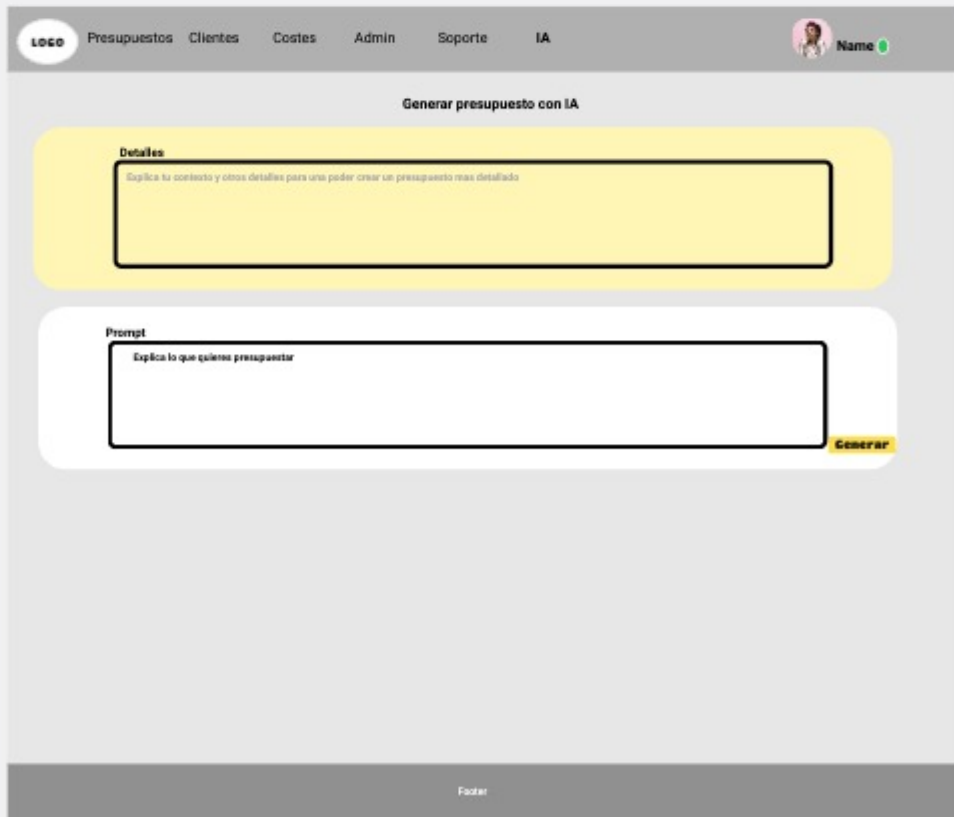 LOGO Presupuestos Clientes Costes Admin Soporte IA Name
Generar presupuesto con IA
Detalles
Explica tu contexto y otros detalles para una poder crear un presupuesto mas detallado
Prompt
Explica lo que quieres presupuestar
Generar
Footer